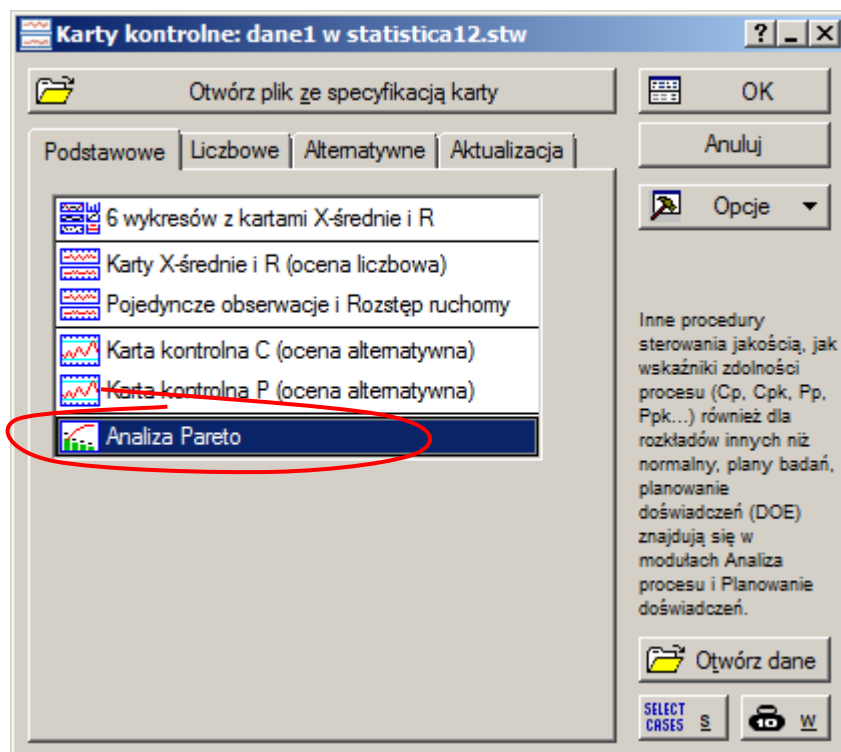 Karty kontrolne: dane1 w statistica12.stw
Otwórz plik ze specyfikacją karty
OK
Podstawowe Liczbowe Alternatywne Aktualizacja
Anuluj
Opcje
6 wykresów z kartami X-średnie i R
Karty X-średnie i R (ocena liczbowa)
Pojedyncze obserwacje i Rozstęp ruchomy
Karta kontrolna C (ocena alternatywna)
Karta kontrolna P (ocena alternatywna)
Analiza Pareto
Inne procedury
sterowania jakością, jak
wskaźniki zdolności
procesu (Cp, Cpk, Pp,
Ppk...) również dla
rozkładów innych niż
normalny, plany badań,
planowanie
doświadczeń (DOE)
znajdują się w
modułach Analiza
procesu i Planowanie
doświadczeń.
Otwórz dane
SELECT
CASES S
10 W